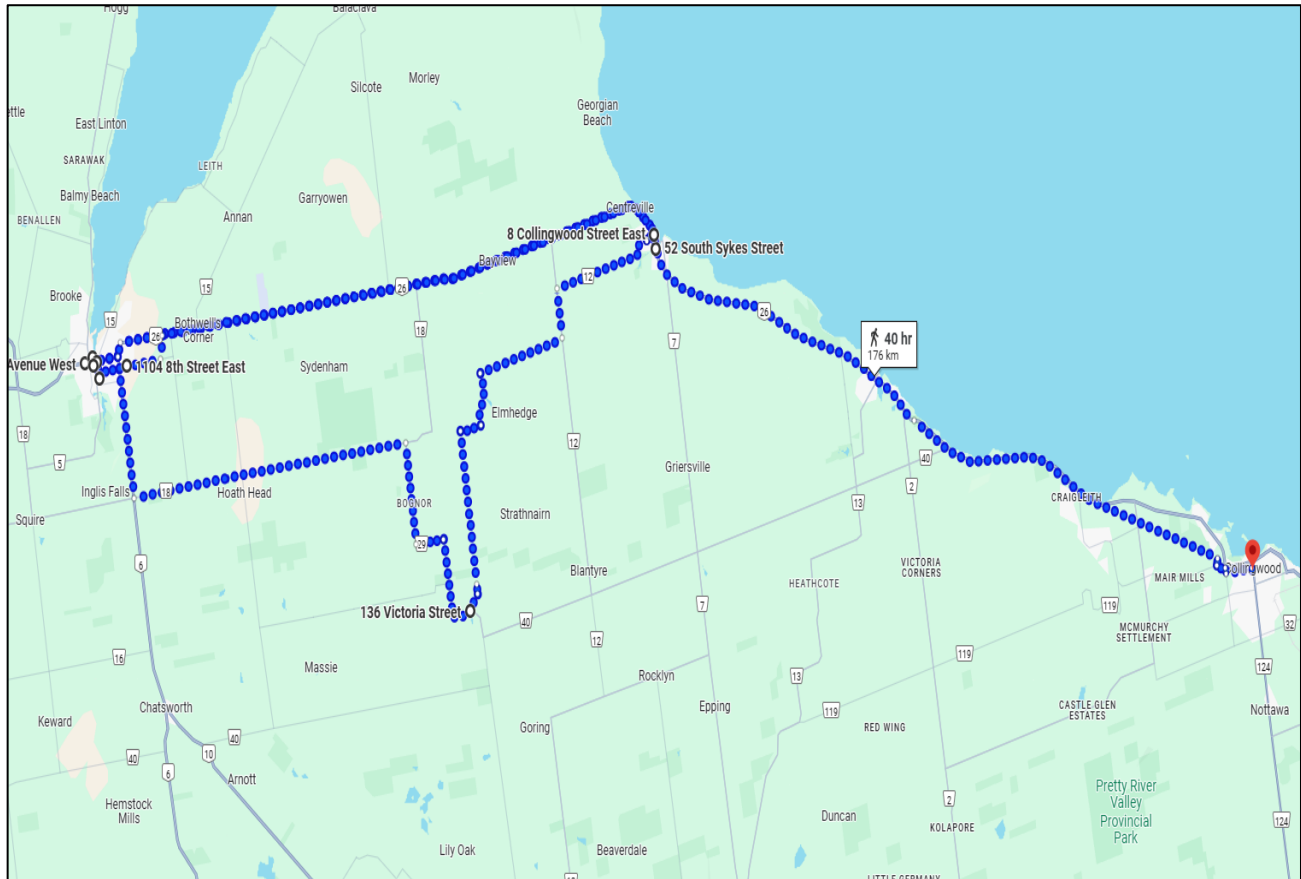 Hogg
Balaclava
Silcote
Morley
Georgian
Beach
ettle
East Linton
SARAWAK
LEITH
Balmy Beach
Garryowen
BENALLEN
Annan
Centreville
8 Collingwood Street East
52 South Sykes Street
Bayview
12
15
26
Brooke
15
Bothwell's
Corner
26
26
18
7
40 hr
176 km
Avenue West
1104 8th Street East
Sydenham
Elmhedge
18
5
12
Griersville
40
2
13
Inglis Falls
18
Hoath Head
BOGNOR
Squire
Strathnairn
CRAIGLEITH
29
6
Blantyre
HEATHCOTE
VICTORIA
CORNERS
MAIR MILLS
Collingwood
136 Victoria Street
40
7
119
32
12
MCMURCHY
SETTLEMENT
16
Massie
Rocklyn
119
124
13
Keward
Chatsworth
Goring
Epping
119
RED WING
CASTLE GLEN
ESTATES
Nottawa
40
40
10
6
Arnott
Hemstock
Mills
2
Pretty River
Valley
Provincial
Park
Duncan
KOLAPORE
124
Lily Oak
Beaverdale
LITTLE GERMANY